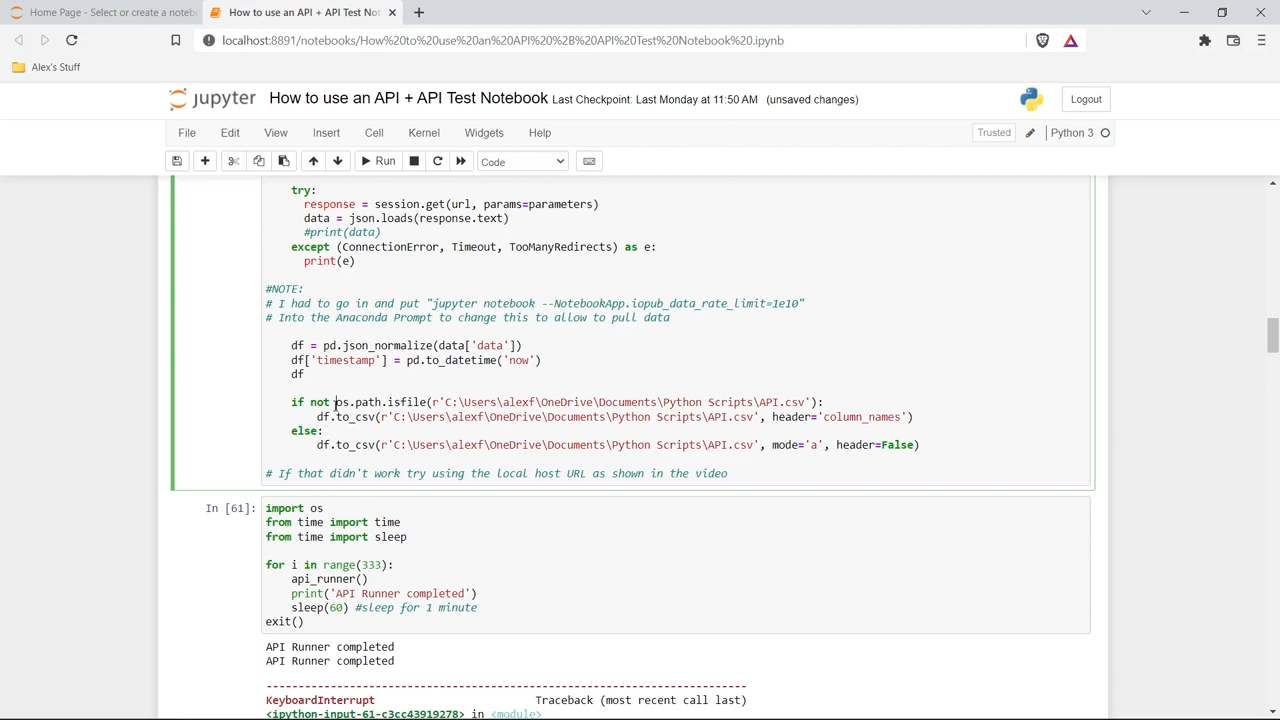 Home Page - Select or create a noteb
How to use an API + API Test Not
localhost:8891/notebooks/How%20to%20use%20an%20API%20%2B%20API%20Test%20Notebook%20.ipynb
Alex's Stuff
jupyter How to use an API + API Test Notebook Last Checkpoint: Last Monday at 11:50 AM (unsaved changes)
Logout
File Edit View Insert Cell Kernel Widgets Help
Trusted Python 3
Run Code
try:
response = session.get(url, params=parameters)
data = json.loads(response.text)
#print(data)
except (ConnectionError, Timeout, TooManyRedirects) as e:
print(e)
#NOTE:
# I had to go in and put "jupyter notebook --NotebookApp.iopub_data_rate_limit=1e10"
# Into the Anaconda Prompt to change this to allow to pull data
df = pd.json_normalize(data['data'])
df['timestamp'] = pd.to_datetime('now')
df
if not os.path.isfile(r'C:\Users\alexf\OneDrive\Documents\Python Scripts\API.csv'):
df.to_csv(r'C:\Users\alexf\OneDrive\Documents\Python Scripts\API.csv', header='column_names')
else:
df.to_csv(r'C:\Users\alexf\OneDrive\Documents\Python Scripts\API.csv', mode='a', header=False)
# If that didn't work try using the local host URL as shown in the video
In [61]: import os
from time import time
from time import sleep
for i in range(333):
api_runner()
print('API Runner completed')
sleep(60) #sleep for 1 minute
exit()
API Runner completed
API Runner completed
---------------------------------------------------------------------------
KeyboardInterrupt Traceback (most recent call last)
<ipython-input-61-c3cc43919278> in <module>